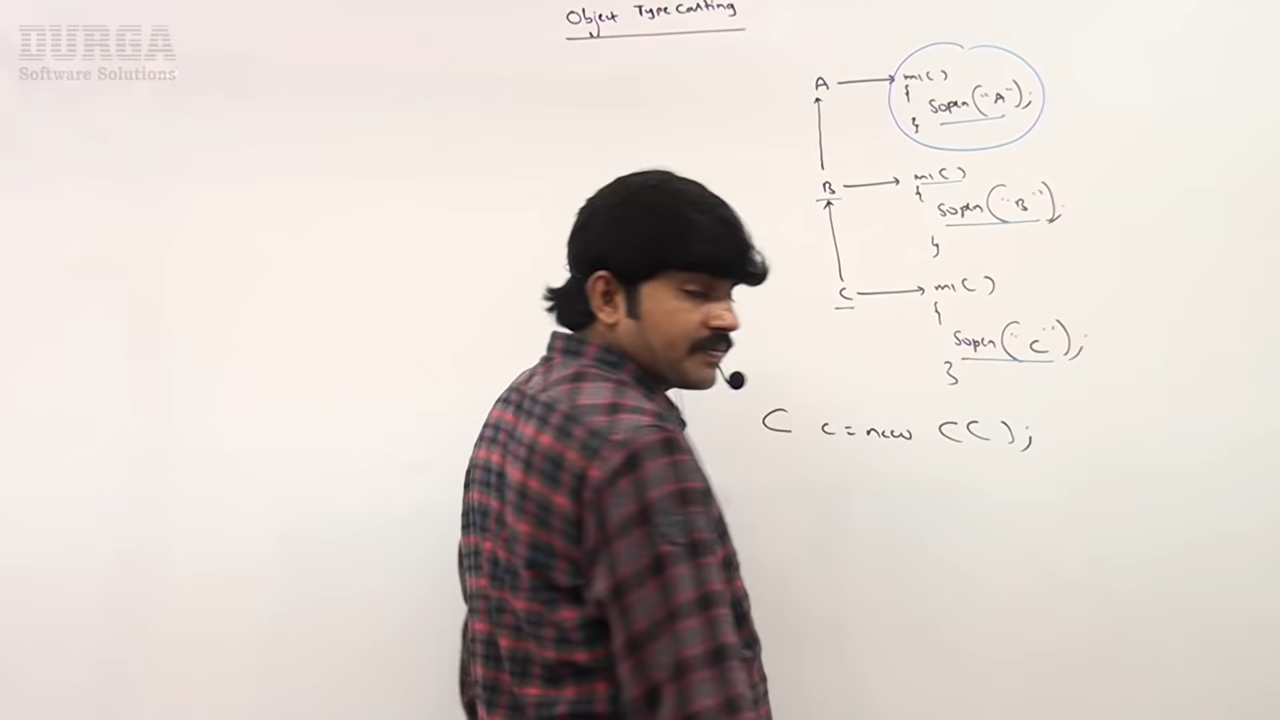 DURGA
Software Solutions
Object Type Casting
A m1( )
{
Sopln("A");
}
B m1( )
{
Sopln("B");
}
C m1( )
{
Sopln("C");
}
C c = new C( );